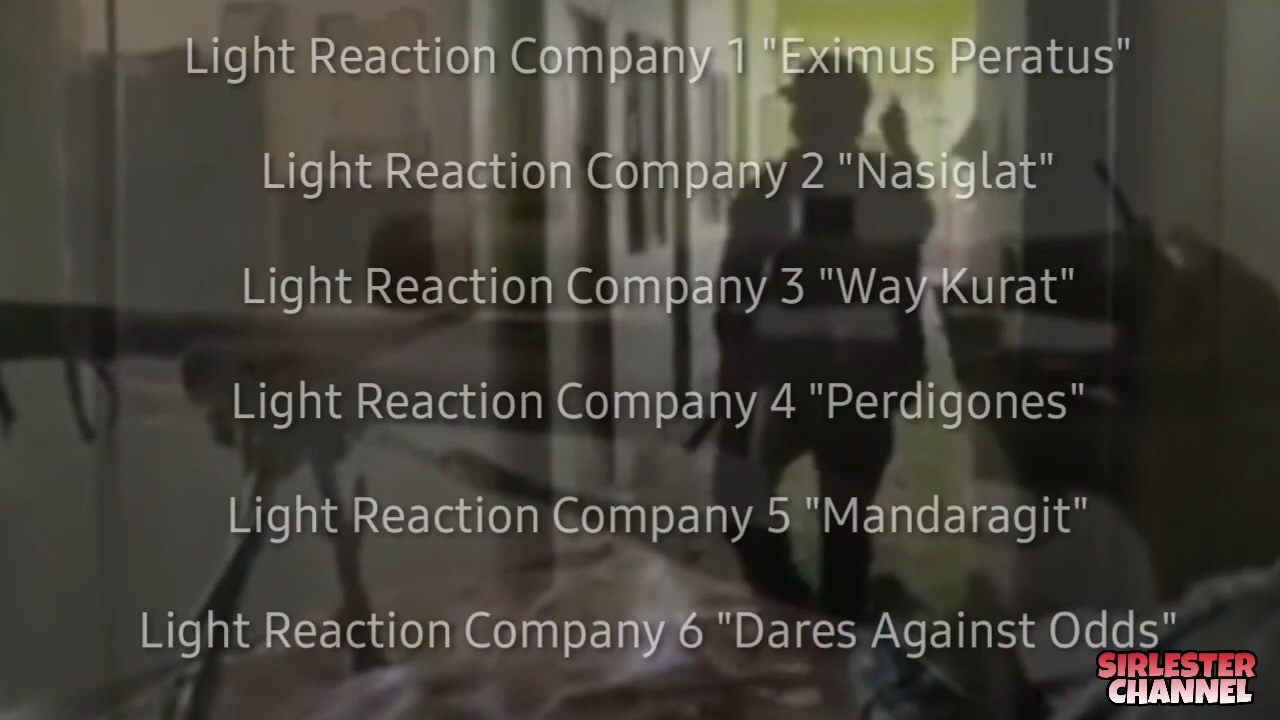 Light Reaction Company 1 "Eximus Peratus"
Light Reaction Company 2 "Nasiglat"
Light Reaction Company 3 "Way Kurat"
Light Reaction Company 4 "Perdigones"
Light Reaction Company 5 "Mandaragit"
Light Reaction Company 6 "Dares Against Odds"
SIRLESTER
CHANNEL